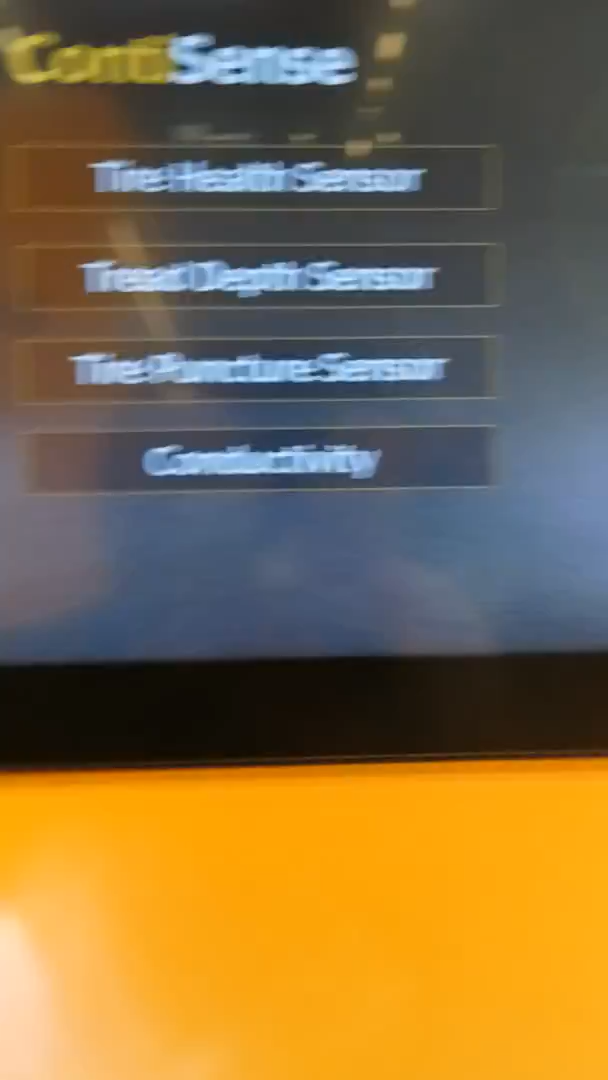 ContiSense
Tire Health Sensor
Tread Depth Sensor
Tire Puncture Sensor
Conductivity